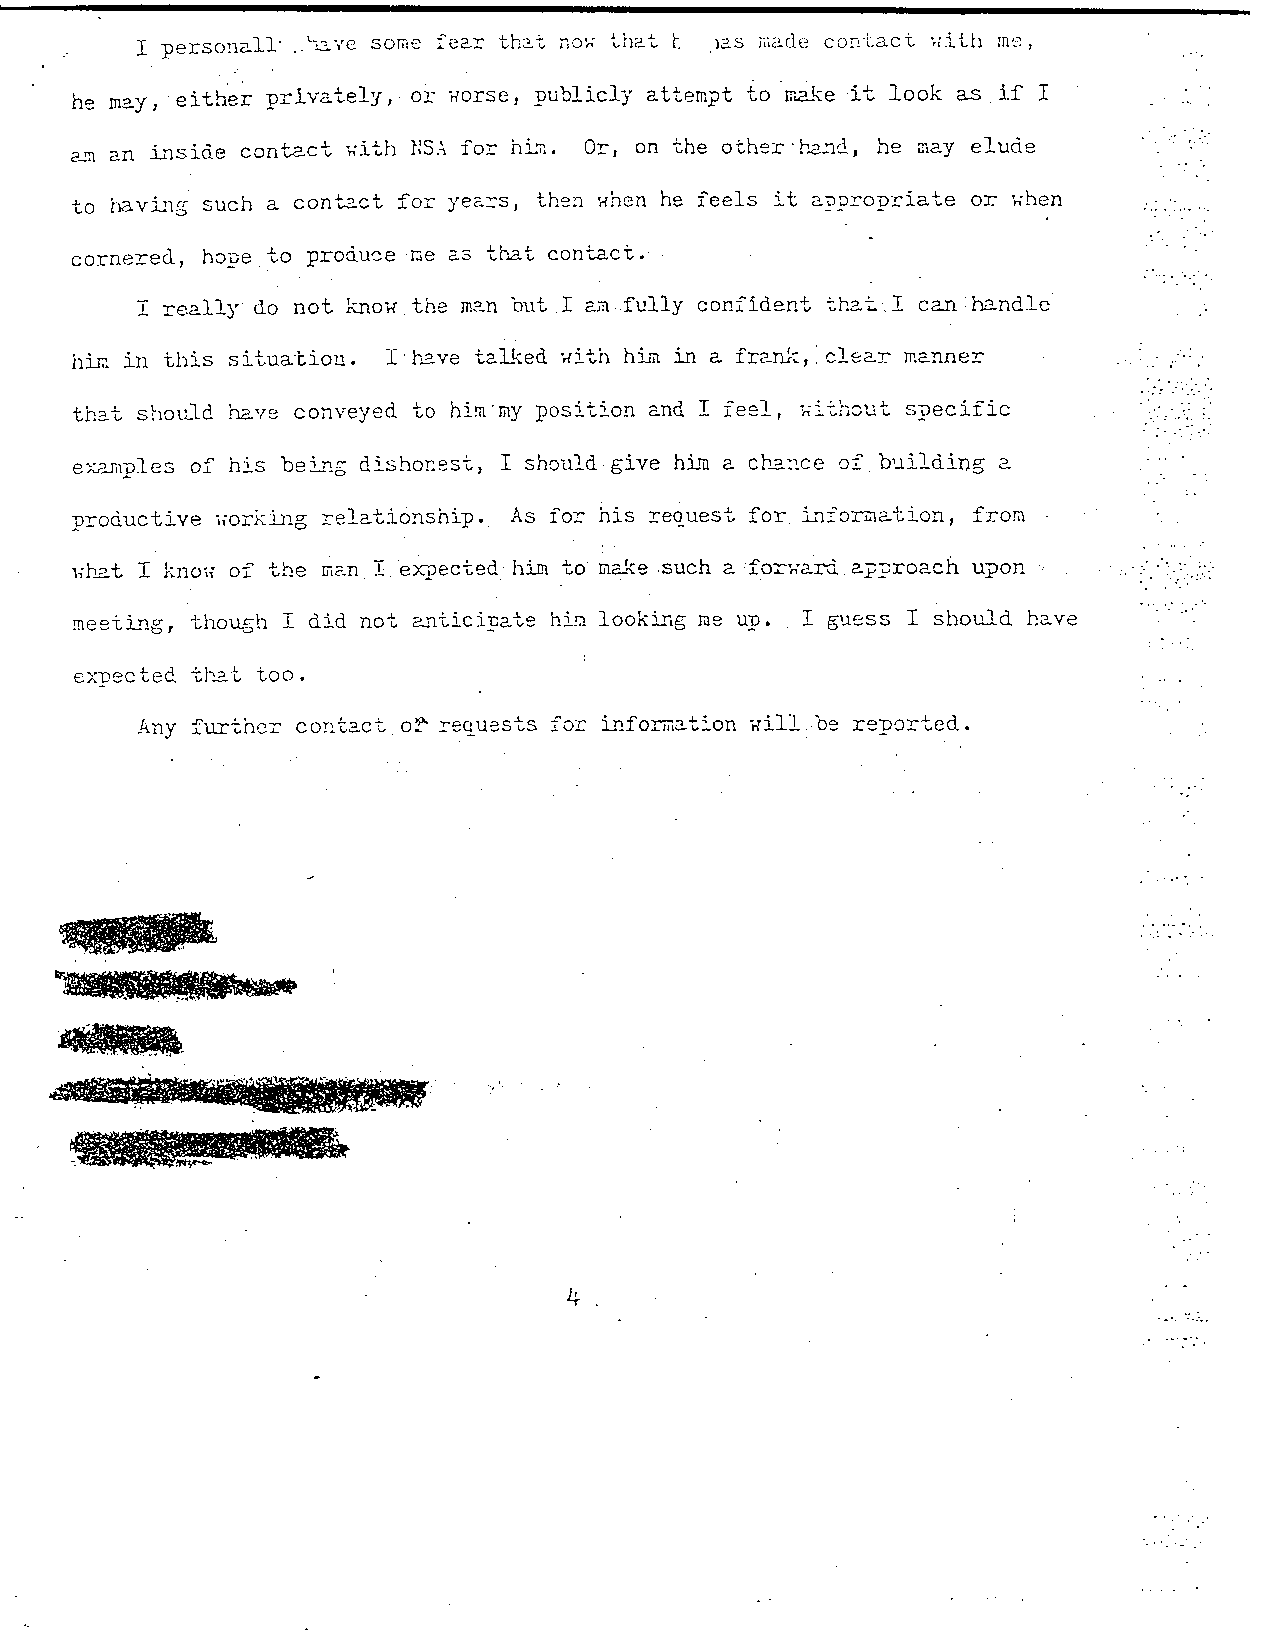 I personall have some fear that now that h has made contact with me,
he may, either privately, or worse, publicly attempt to make it look as if I
am an inside contact with NSA for him. Or, on the other hand, he may elude
to having such a contact for years, then when he feels it appropriate or when
cornered, hope to produce me as that contact.
I really do not know the man but I am fully confident that I can handle
him in this situation. I have talked with him in a frank, clear manner
that should have conveyed to him my position and I feel, without specific
examples of his being dishonest, I should give him a chance of building a
productive working relationship. As for his request for information, from
what I know of the man I expected him to make such a forward approach upon
meeting, though I did not anticipate him looking me up. I guess I should have
expected that too.
Any further contact or requests for information will be reported.
4